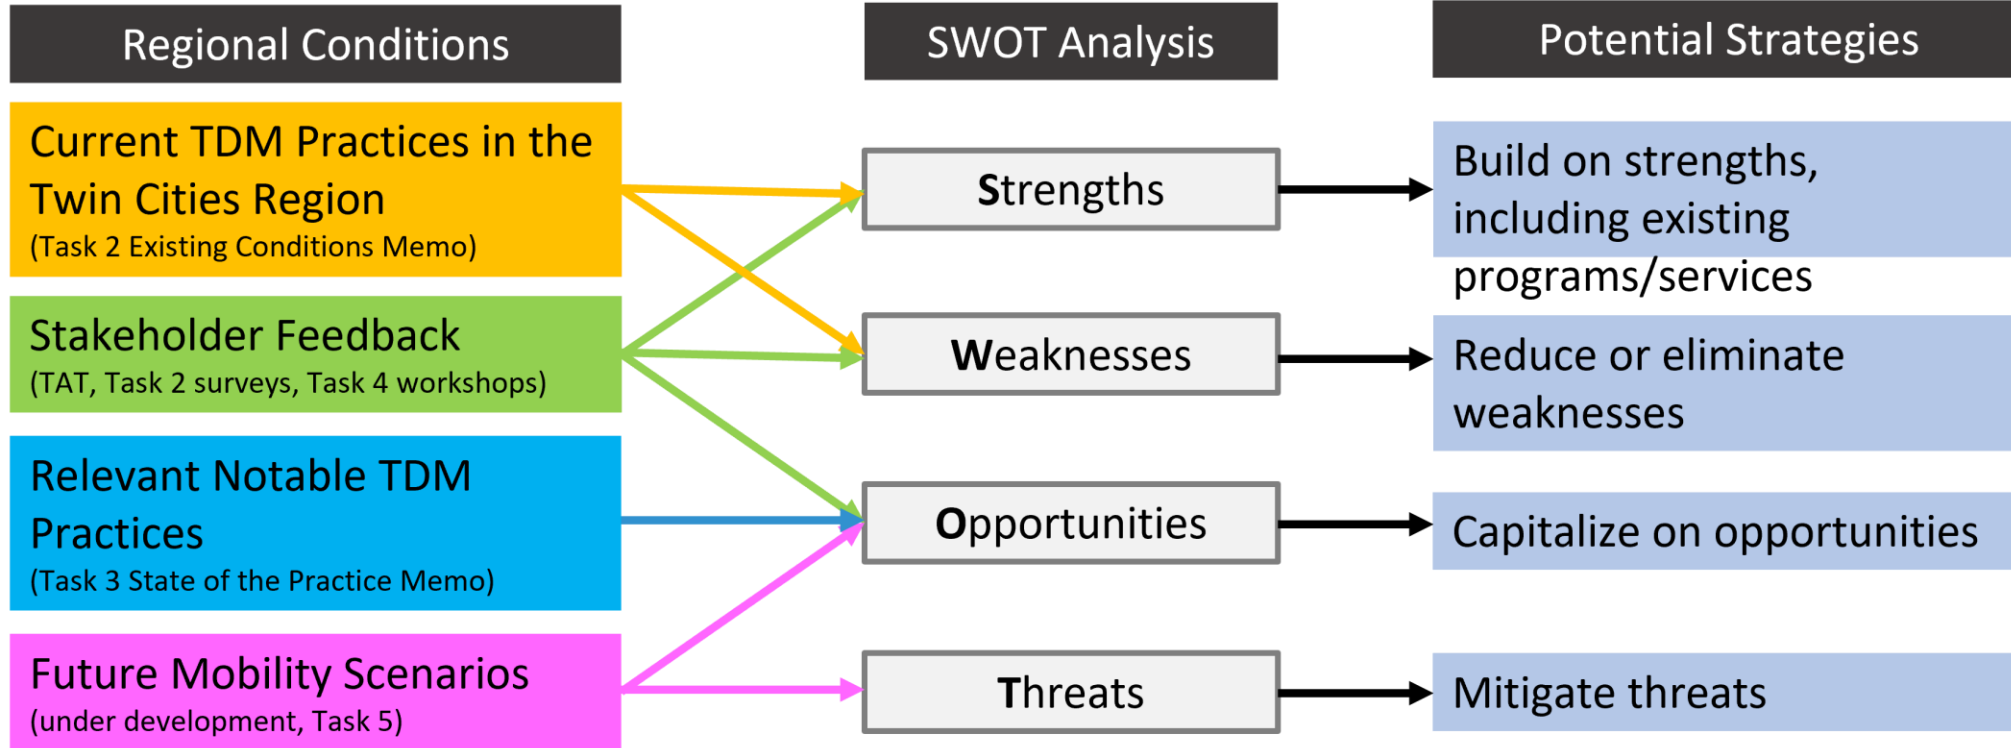 Regional Conditions
Current TDM Practices in the
Twin Cities Region
(Task 2 Existing Conditions Memo)
Stakeholder Feedback
(TAT, Task 2 surveys, Task 4 workshops)
Relevant Notable TDM
Practices
(Task 3 State of the Practice Memo)
Future Mobility Scenarios
(under development, Task 5)
SWOT Analysis
Strengths
Weaknesses
Opportunities
Threats
Potential Strategies
Build on strengths,
including existing
programs/services
Reduce or eliminate
weaknesses
Capitalize on opportunities
Mitigate threats